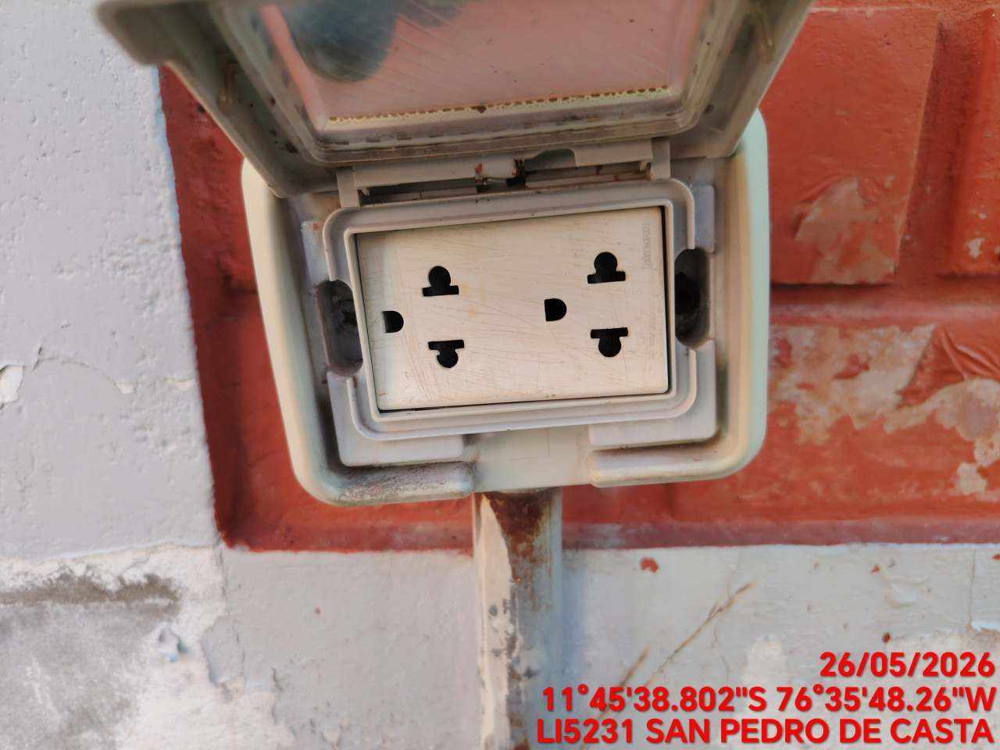 26/05/2026
11°45'38.802"S 76°35'48.26"W
LI5231 SAN PEDRO DE CASTA